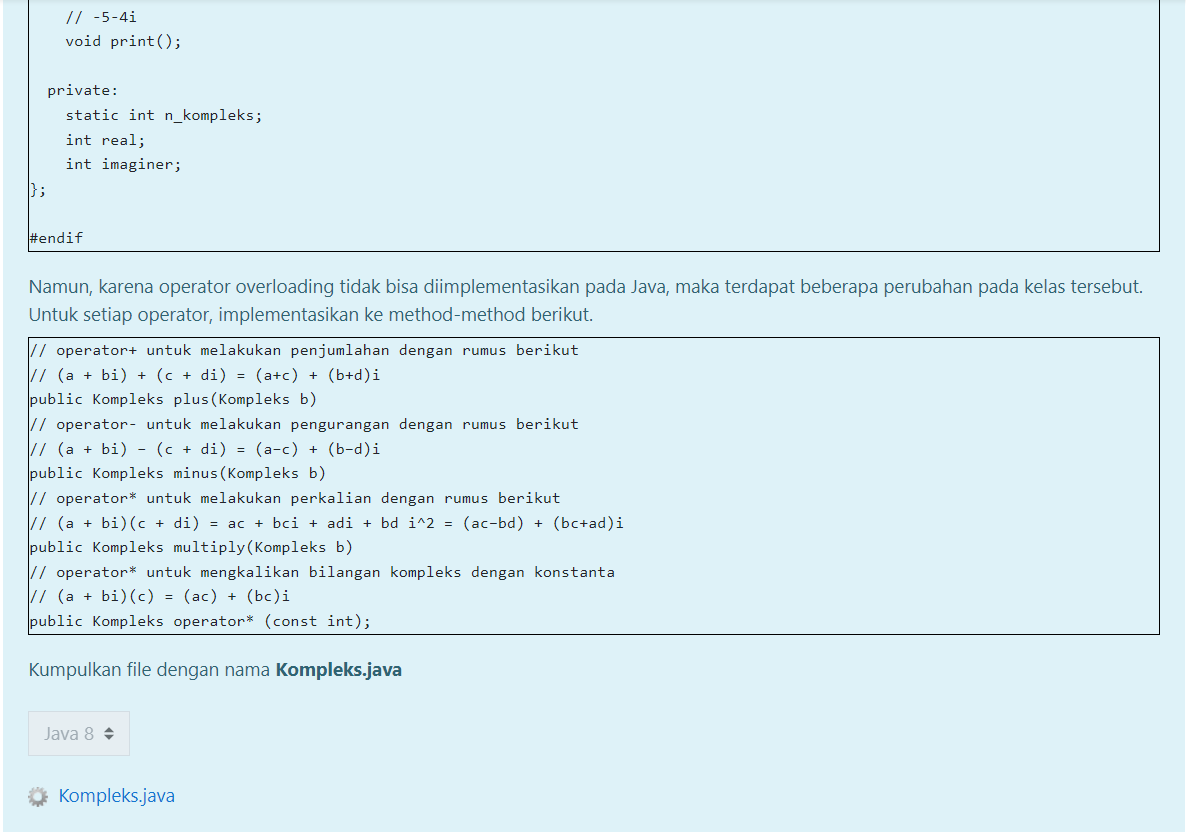 // -5-4i
void print();
private:
static int n_kompleks;
int real;
int imaginer;
};
#endif
Namun, karena operator overloading tidak bisa diimplementasikan pada Java, maka terdapat beberapa perubahan pada kelas tersebut.
Untuk setiap operator, implementasikan ke method-method berikut.
// operator+ untuk melakukan penjumlahan dengan rumus berikut
// (a + bi) + (c + di) = (a+c) + (b+d)i
public Kompleks plus(Kompleks b)
// operator- untuk melakukan pengurangan dengan rumus berikut
// (a + bi) – (c + di) = (a-c) + (b-d)i
public Kompleks minus(Kompleks b)
// operator* untuk melakukan perkalian dengan rumus berikut
// (a + bi)(c + di) = ac + bci + adi + bd i^2 = (ac-bd) + (bc+ad)i
public Kompleks multiply(Kompleks b)
// operator* untuk mengkalikan bilangan kompleks dengan konstanta
// (a + bi)(c) = (ac) + (bc)i
public Kompleks operator* (const int);
Kumpulkan file dengan nama Kompleks.java
Java 8
Kompleks.java